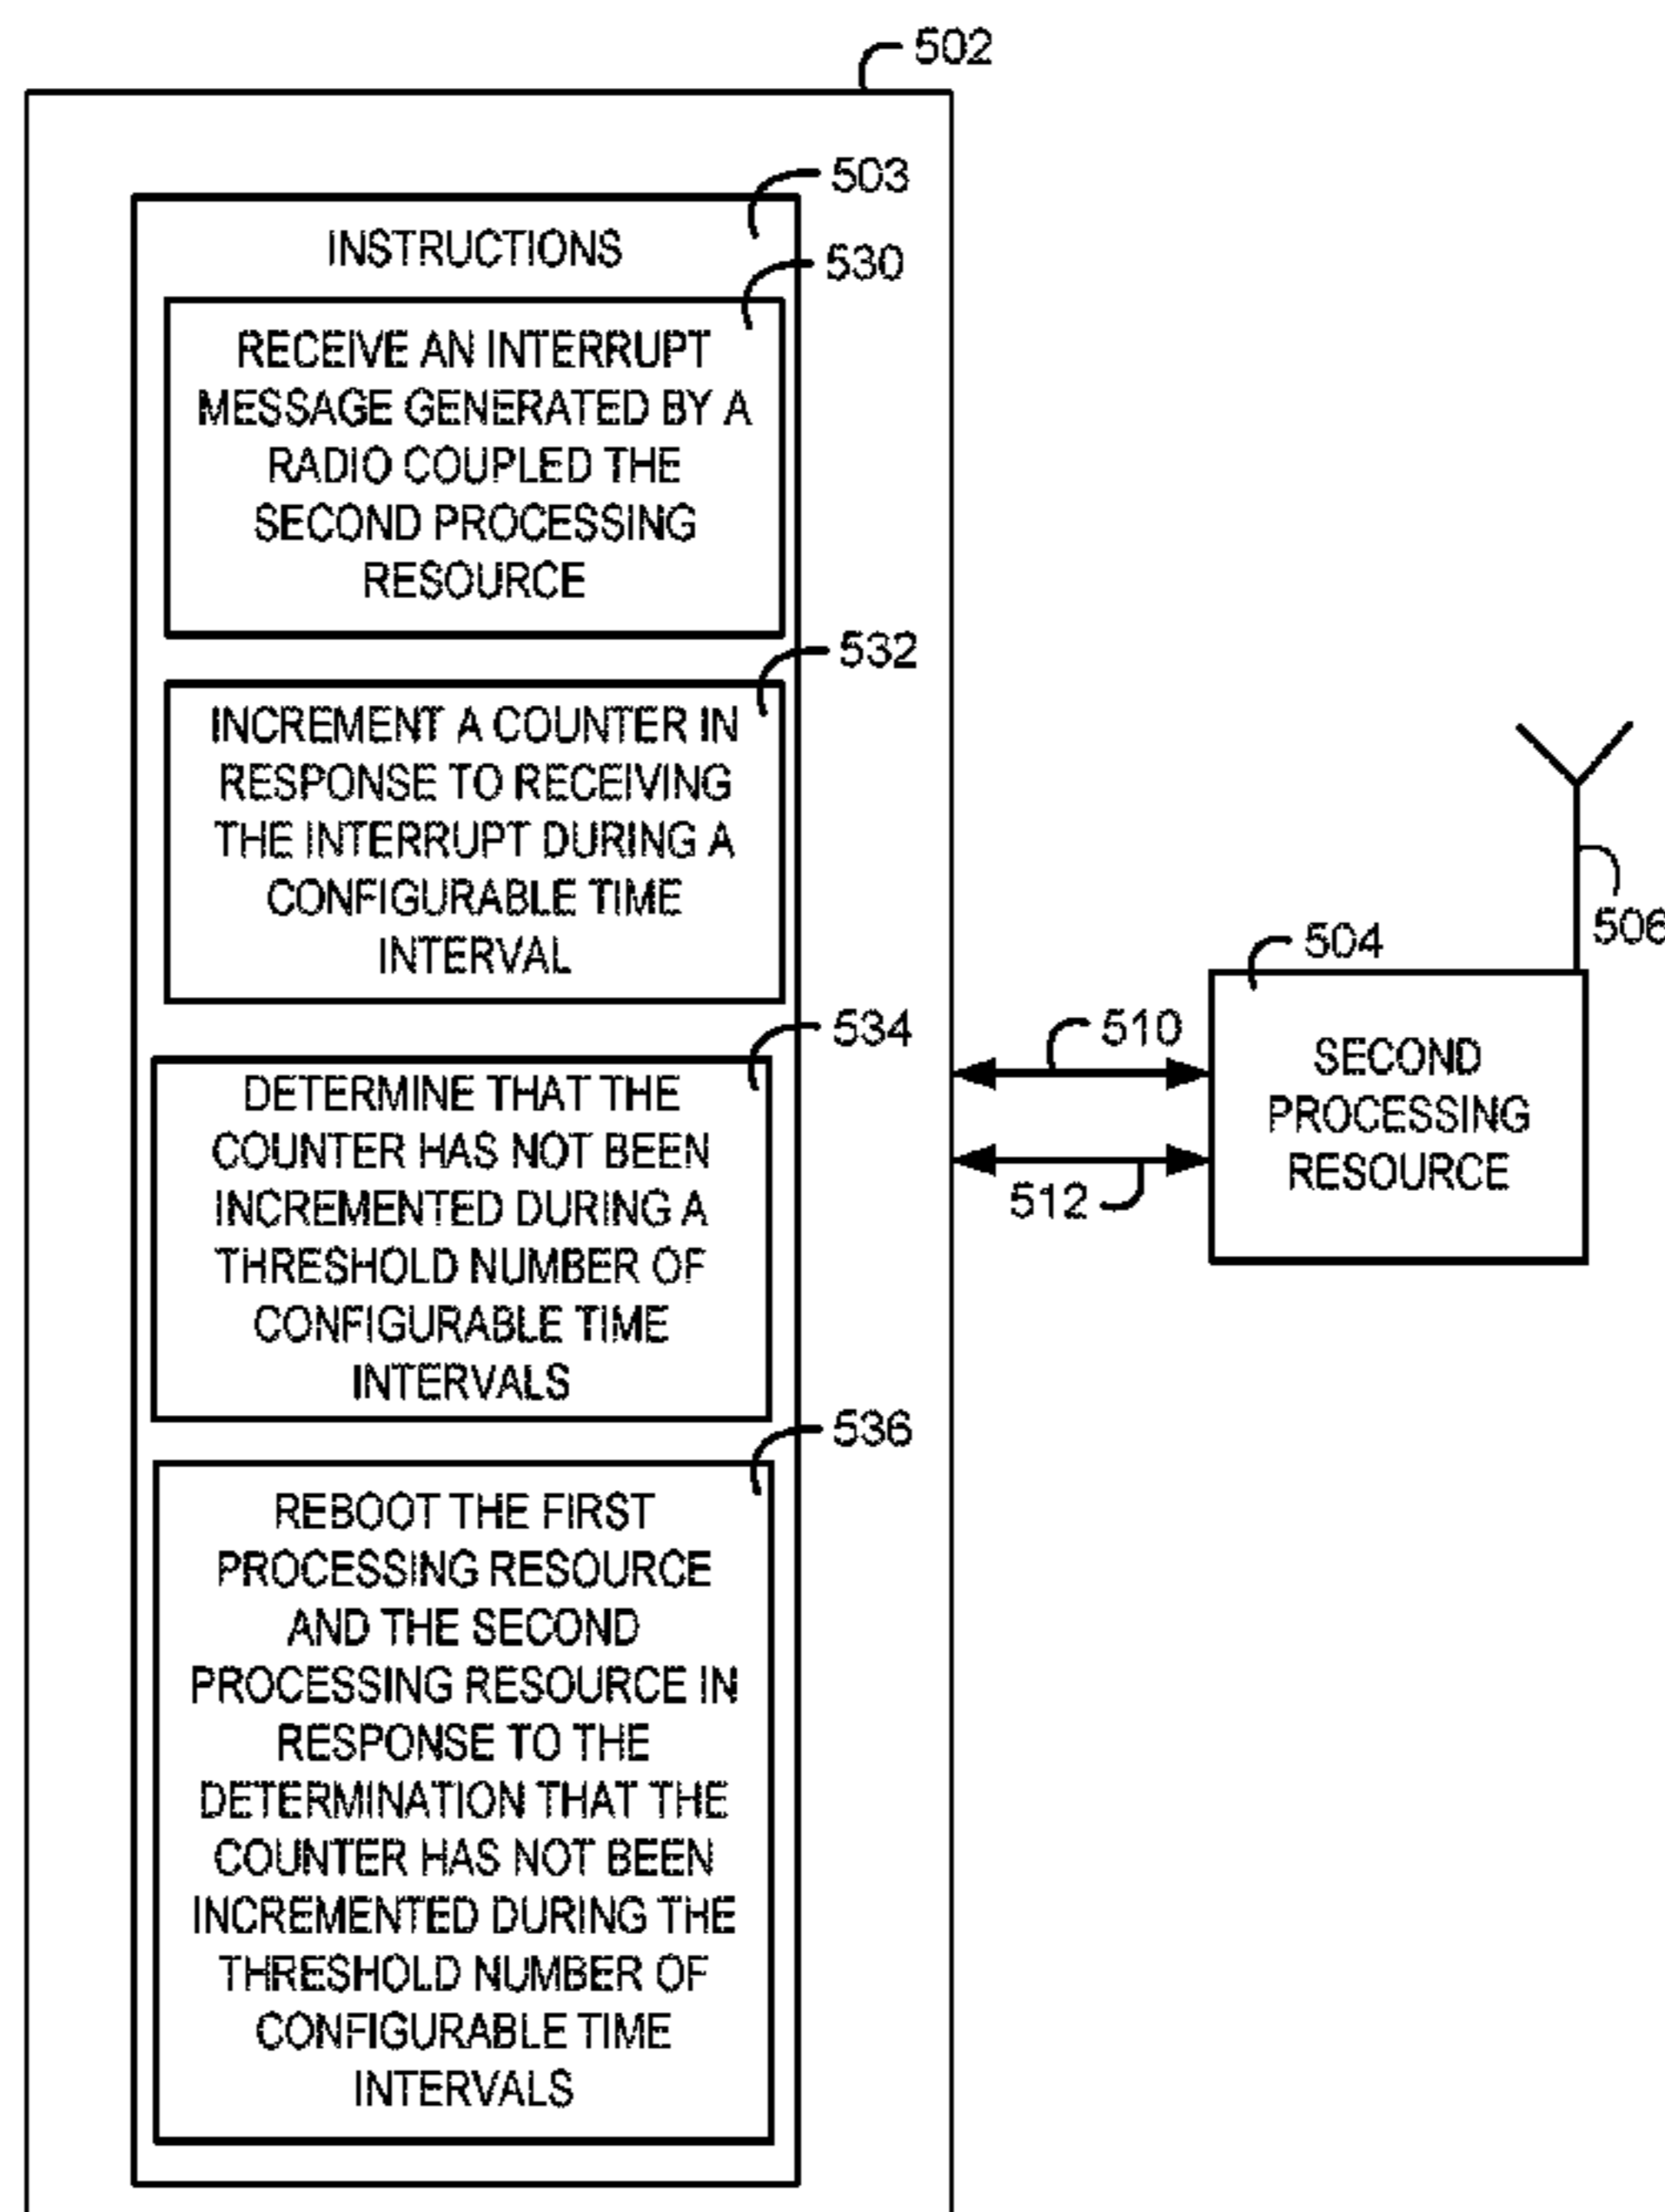 502
503
INSTRUCTIONS
530
RECEIVE AN INTERRUPT
MESSAGE GENERATED BY A
RADIO COUPLED THE
SECOND PROCESSING
RESOURCE
532
INCREMENT A COUNTER IN
RESPONSE TO RECEIVING
THE INTERRUPT DURING A
CONFIGURABLE TIME
INTERVAL
534
DETERMINE THAT THE
COUNTER HAS NOT BEEN
INCREMENTED DURING A
THRESHOLD NUMBER OF
CONFIGURABLE TIME
INTERVALS
536
REBOOT THE FIRST
PROCESSING RESOURCE
AND THE SECOND
PROCESSING RESOURCE IN
RESPONSE TO THE
DETERMINATION THAT THE
COUNTER HAS NOT BEEN
INCREMENTED DURING THE
THRESHOLD NUMBER OF
CONFIGURABLE TIME
INTERVALS
506
504
510
512
SECOND
PROCESSING
RESOURCE